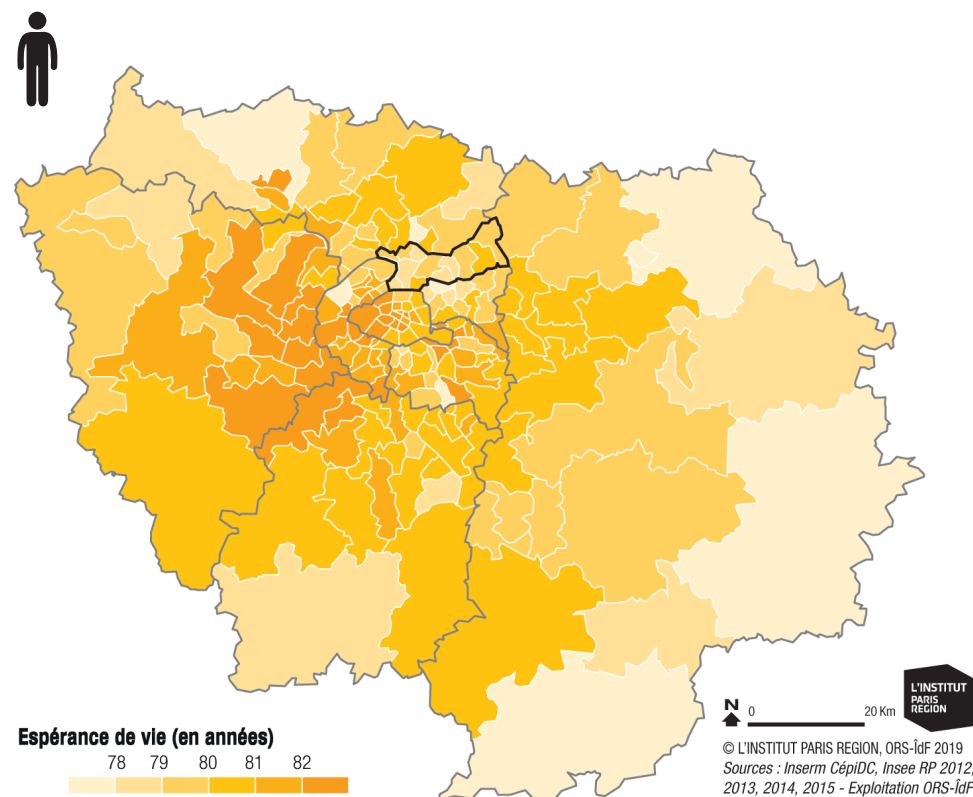 L'INSTITUT
PARIS
REGION
N 0 20 Km
Espérance de vie (en années)
78 79 80 81 82
© L'INSTITUT PARIS REGION, ORS-ÎdF 2019
Sources : Inserm CépiDC, Insee RP 2012,
2013, 2014, 2015 - Exploitation ORS-ÎdF